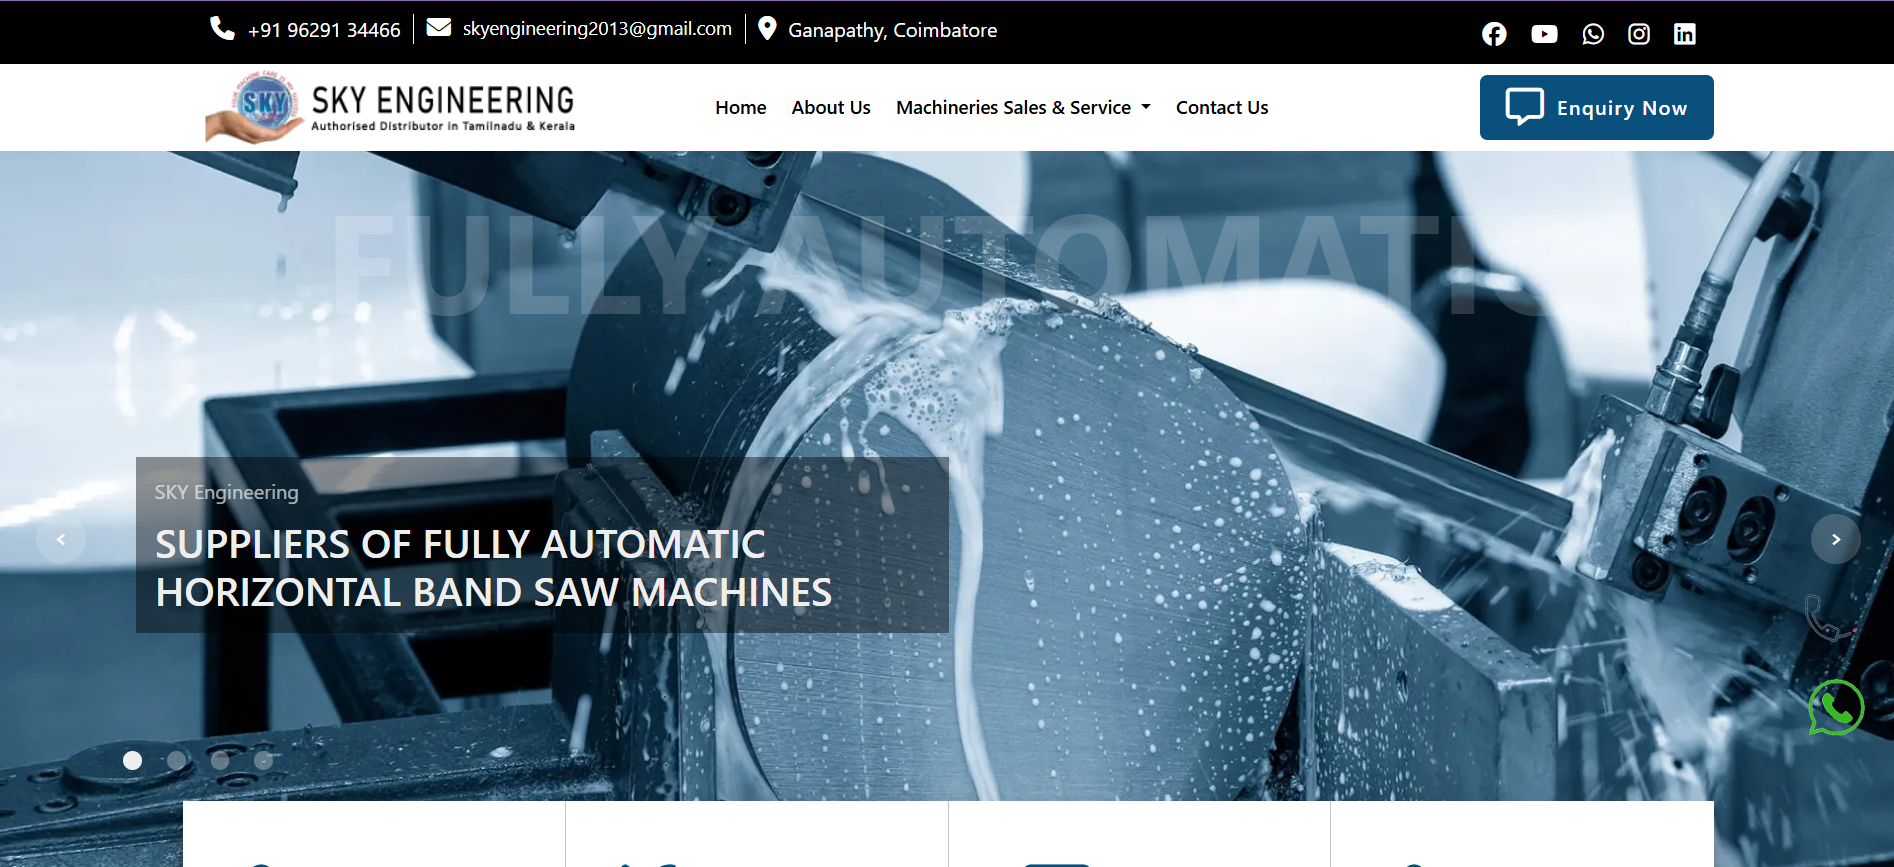 +91 96291 34466
skyengineering2013@gmail.com
Ganapathy, Coimbatore
SKY
SKY ENGINEERING
Authorised Distributor in Tamilnadu & Kerala
Home
About Us
Machineries Sales & Service
Contact Us
Enquiry Now
FULLY AUTOMATIC
SKY Engineering
SUPPLIERS OF FULLY AUTOMATIC
HORIZONTAL BAND SAW MACHINES